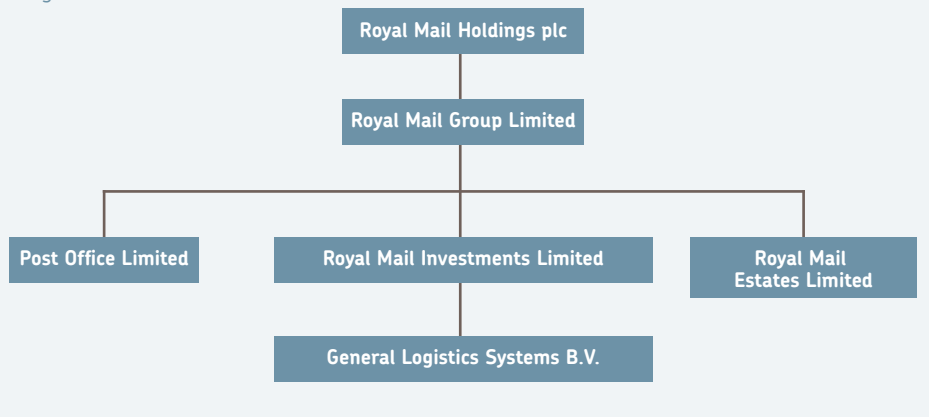 Royal Mail Holdings plc
Royal Mail Group Limited
Post Office Limited
Royal Mail Investments Limited
Royal Mail
Estates Limited
General Logistics Systems B.V.